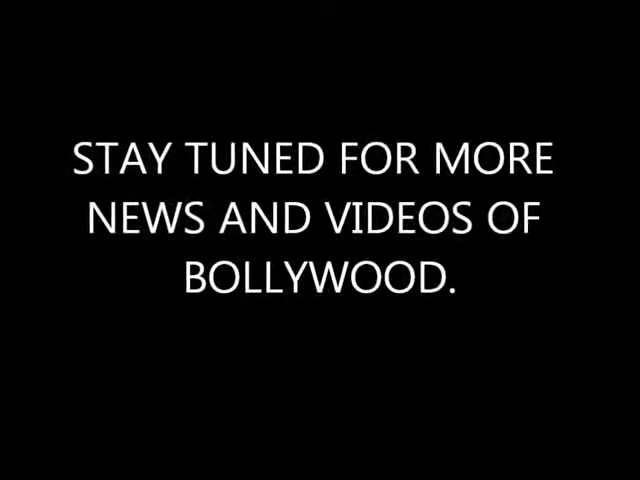 STAY TUNED FOR MORE
NEWS AND VIDEOS OF
BOLLYWOOD.